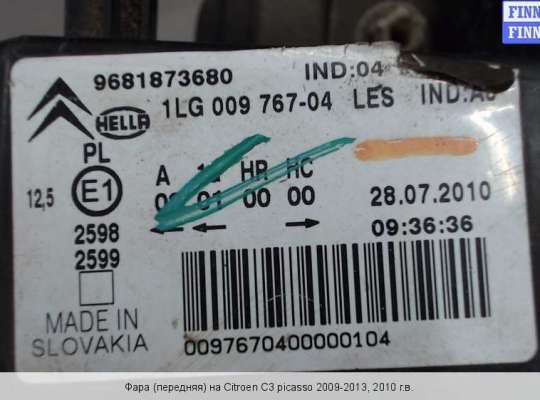 FINN
FINN
9681873680 IND:04
HELLA 1LG 009 767-04 LES
PL
12,5 E1 A HR HC
00 00 28.07.2010
2598 09:36:36
2599
MADE IN
SLOVAKIA 0097670400000104
Фара (передняя) на Citroen C3 picasso 2009-2013, 2010 г.в.